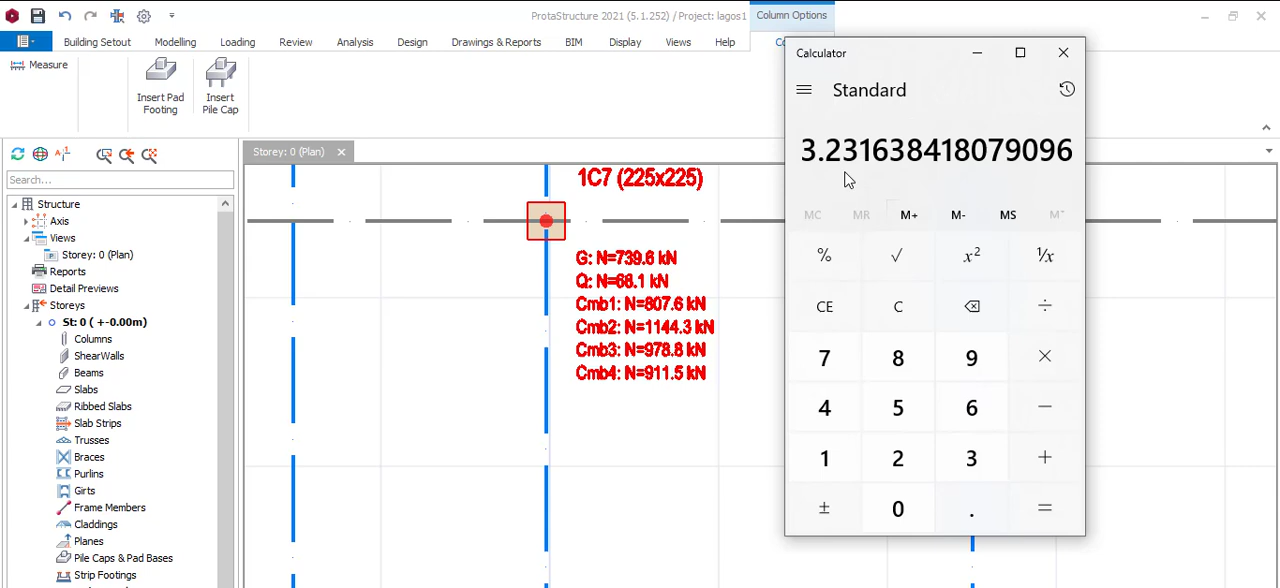 ProtaStructure 2021 (5.1.252) / Project: lagos1
Column Options
Building Setout
Modelling
Loading
Review
Analysis
Design
Drawings & Reports
BIM
Display
Views
Help
Measure
Insert Pad
Footing
Insert
Pile Cap
Search...
Structure
Axis
Views
Storey: 0 (Plan)
Reports
Detail Previews
Storeys
St: 0 ( +-0.00m)
Columns
ShearWalls
Beams
Slabs
Ribbed Slabs
Slab Strips
Trusses
Braces
Purlins
Girts
Frame Members
Claddings
Planes
Pile Caps & Pad Bases
Strip Footings
Storey: 0 (Plan)
1C7 (225x225)
G: N=739.6 kN
Q: N=68.1 kN
Cmb1: N=807.6 kN
Cmb2: N=1144.3 kN
Cmb3: N=978.8 kN
Cmb4: N=911.5 kN
Calculator
Standard
3.231638418079096
MC MR M+ M- MS M˅
% √ x² ¹/x
CE C ÷
7 8 9 ×
4 5 6 −
1 2 3 +
± 0 . =